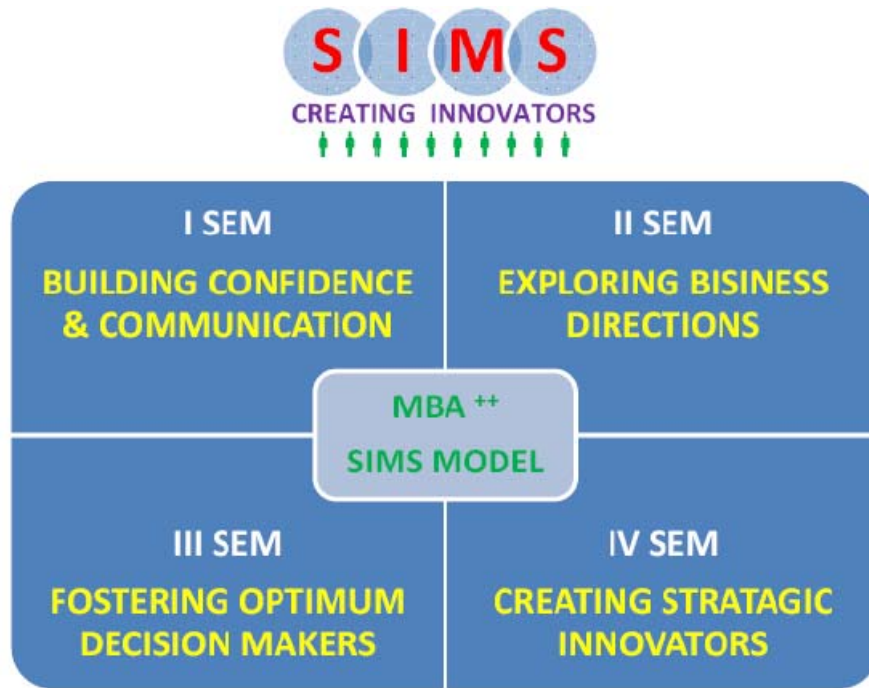 S I M S
CREATING INNOVATORS
I SEM
BUILDING CONFIDENCE
& COMMUNICATION
II SEM
EXPLORING BISINESS
DIRECTIONS
MBA ++
SIMS MODEL
III SEM
FOSTERING OPTIMUM
DECISION MAKERS
IV SEM
CREATING STRATAGIC
INNOVATORS